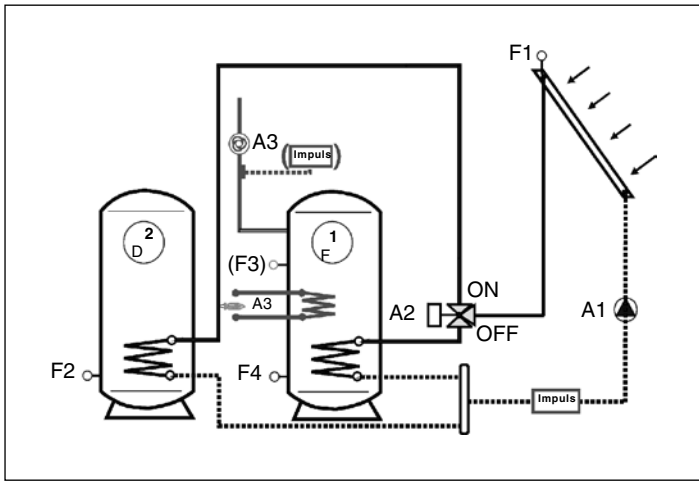 F1
A3
(Impuls)
2
D
1
F
(F3)
A3
ON
A2
OFF
A1
F2
F4
Impuls